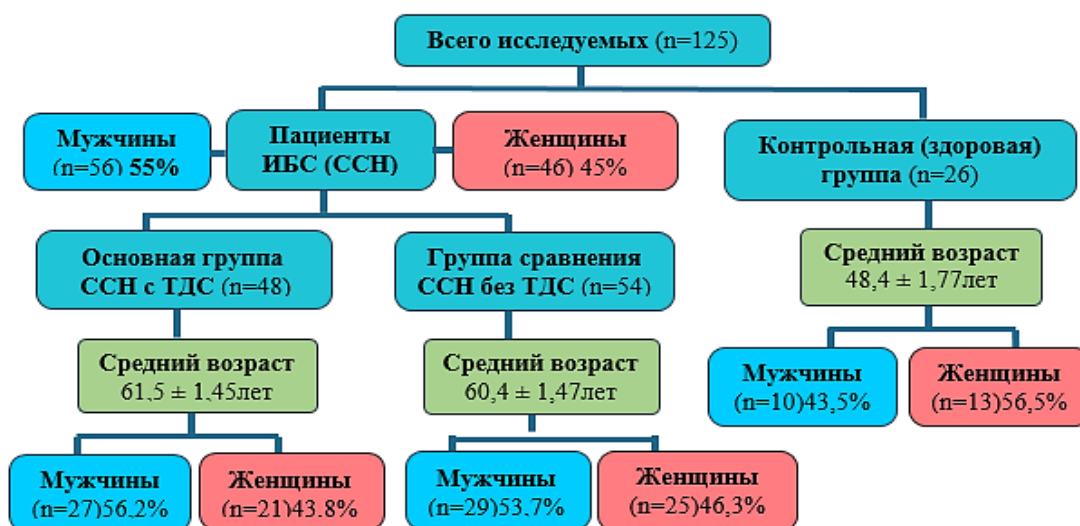 Всего исследуемых (n=125)
Мужчины
(n=56) 55%
Пациенты
ИБС (ССН)
Женщины
(n=46) 45%
Контрольная (здоровая)
группа (n=26)
Основная группа
ССН с ТДС (n=48)
Группа сравнения
ССН без ТДС (n=54)
Средний возраст
48,4 ± 1,77лет
Средний возраст
61,5 ± 1,45лет
Средний возраст
60,4 ± 1,47лет
Мужчины
(n=10)43,5%
Женщины
(n=13)56,5%
Мужчины
(n=27)56,2%
Женщины
(n=21)43,8%
Мужчины
(n=29)53,7%
Женщины
(n=25)46,3%